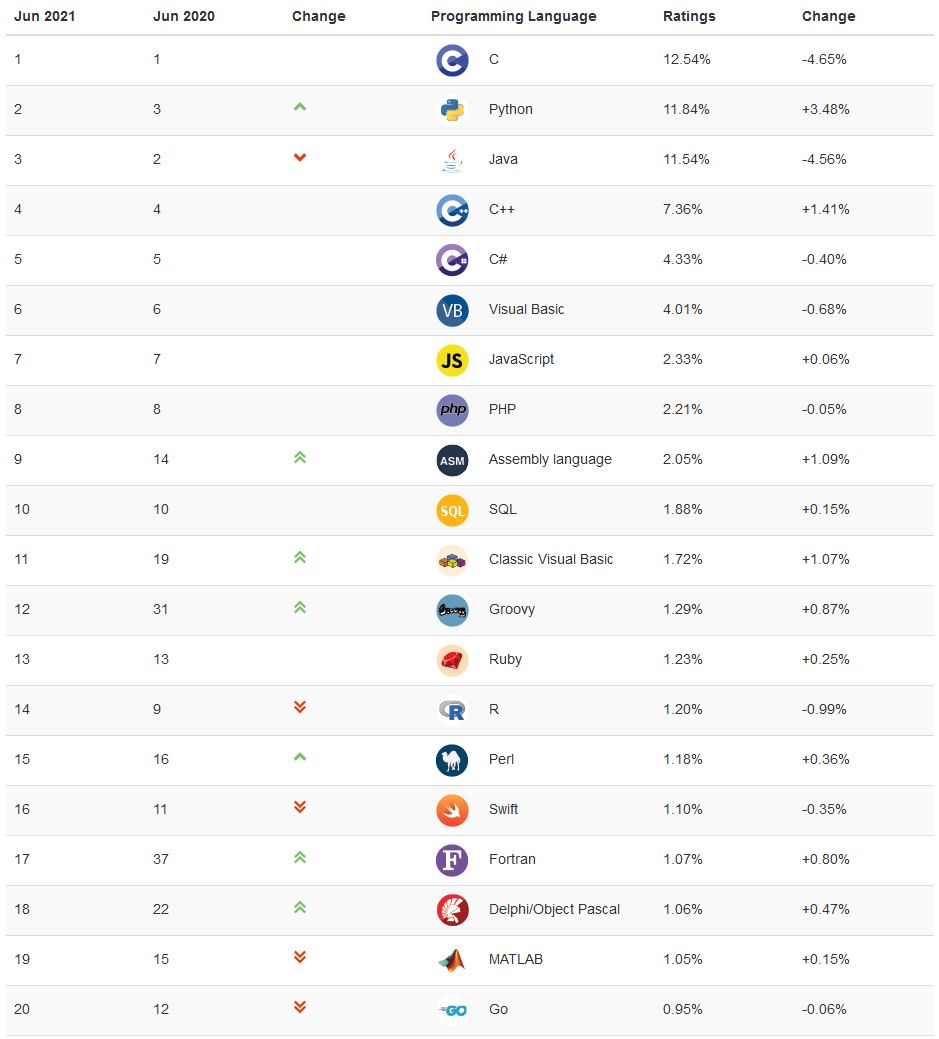 Jun 2021 Jun 2020 Change Programming Language Ratings Change
1 1 C 12.54% -4.65%
2 3 Python 11.84% +3.48%
3 2 Java 11.54% -4.56%
4 4 C++ 7.36% +1.41%
5 5 C# 4.33% -0.40%
6 6 VB Visual Basic 4.01% -0.68%
7 7 JS JavaScript 2.33% +0.06%
8 8 php PHP 2.21% -0.05%
9 14 ASM Assembly language 2.05% +1.09%
10 10 SQL SQL 1.88% +0.15%
11 19 Classic Visual Basic 1.72% +1.07%
12 31 Groovy 1.29% +0.87%
13 13 Ruby 1.23% +0.25%
14 9 R R 1.20% -0.99%
15 16 Perl 1.18% +0.36%
16 11 Swift 1.10% -0.35%
17 37 F Fortran 1.07% +0.80%
18 22 Delphi/Object Pascal 1.06% +0.47%
19 15 MATLAB 1.05% +0.15%
20 12 GO Go 0.95% -0.06%